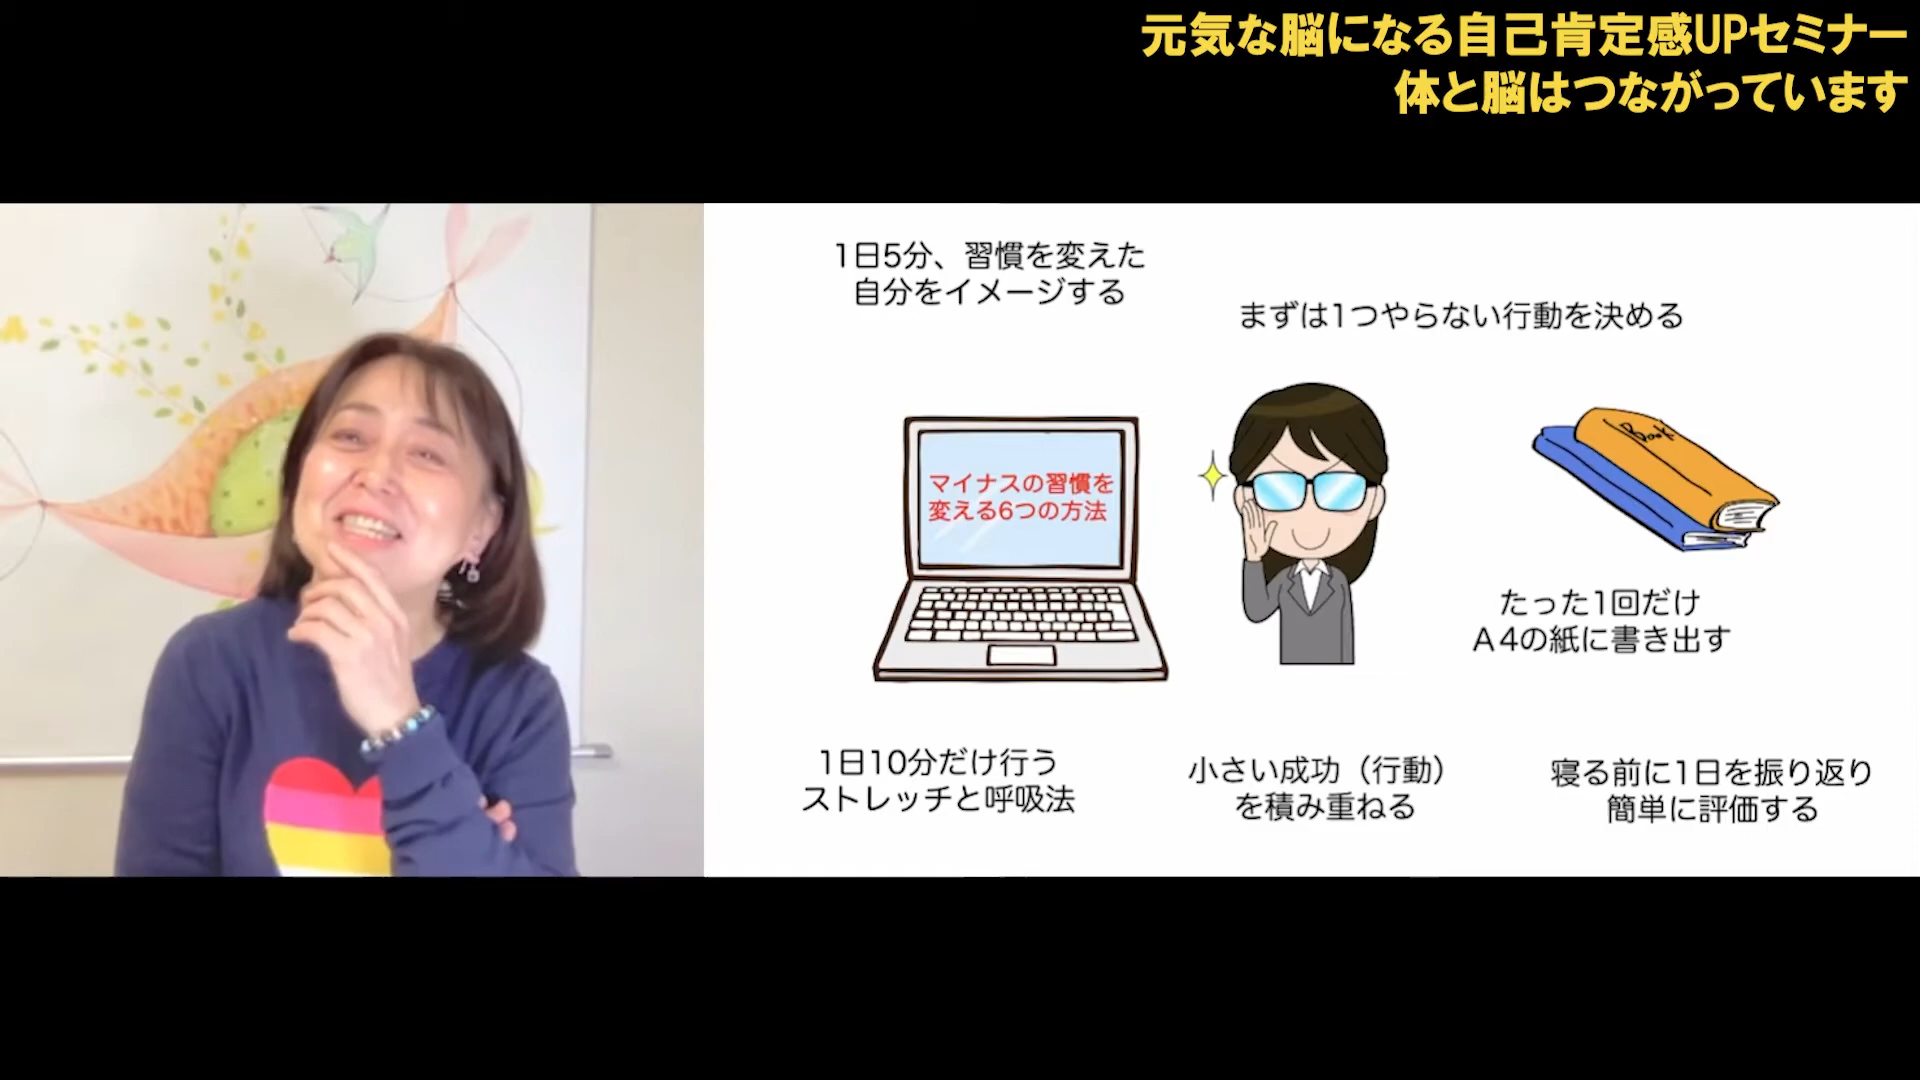 元気な脳になる自己肯定感UPセミナー
体と脳はつながっています
1日5分、習慣を変えた
自分をイメージする
まずは1つやらない行動を決める
マイナスの習慣を
変える6つの方法
Book
たった1回だけ
A4の紙に書き出す
1日10分だけ行う
ストレッチと呼吸法
小さい成功（行動）
を積み重ねる
寝る前に1日を振り返り
簡単に評価する